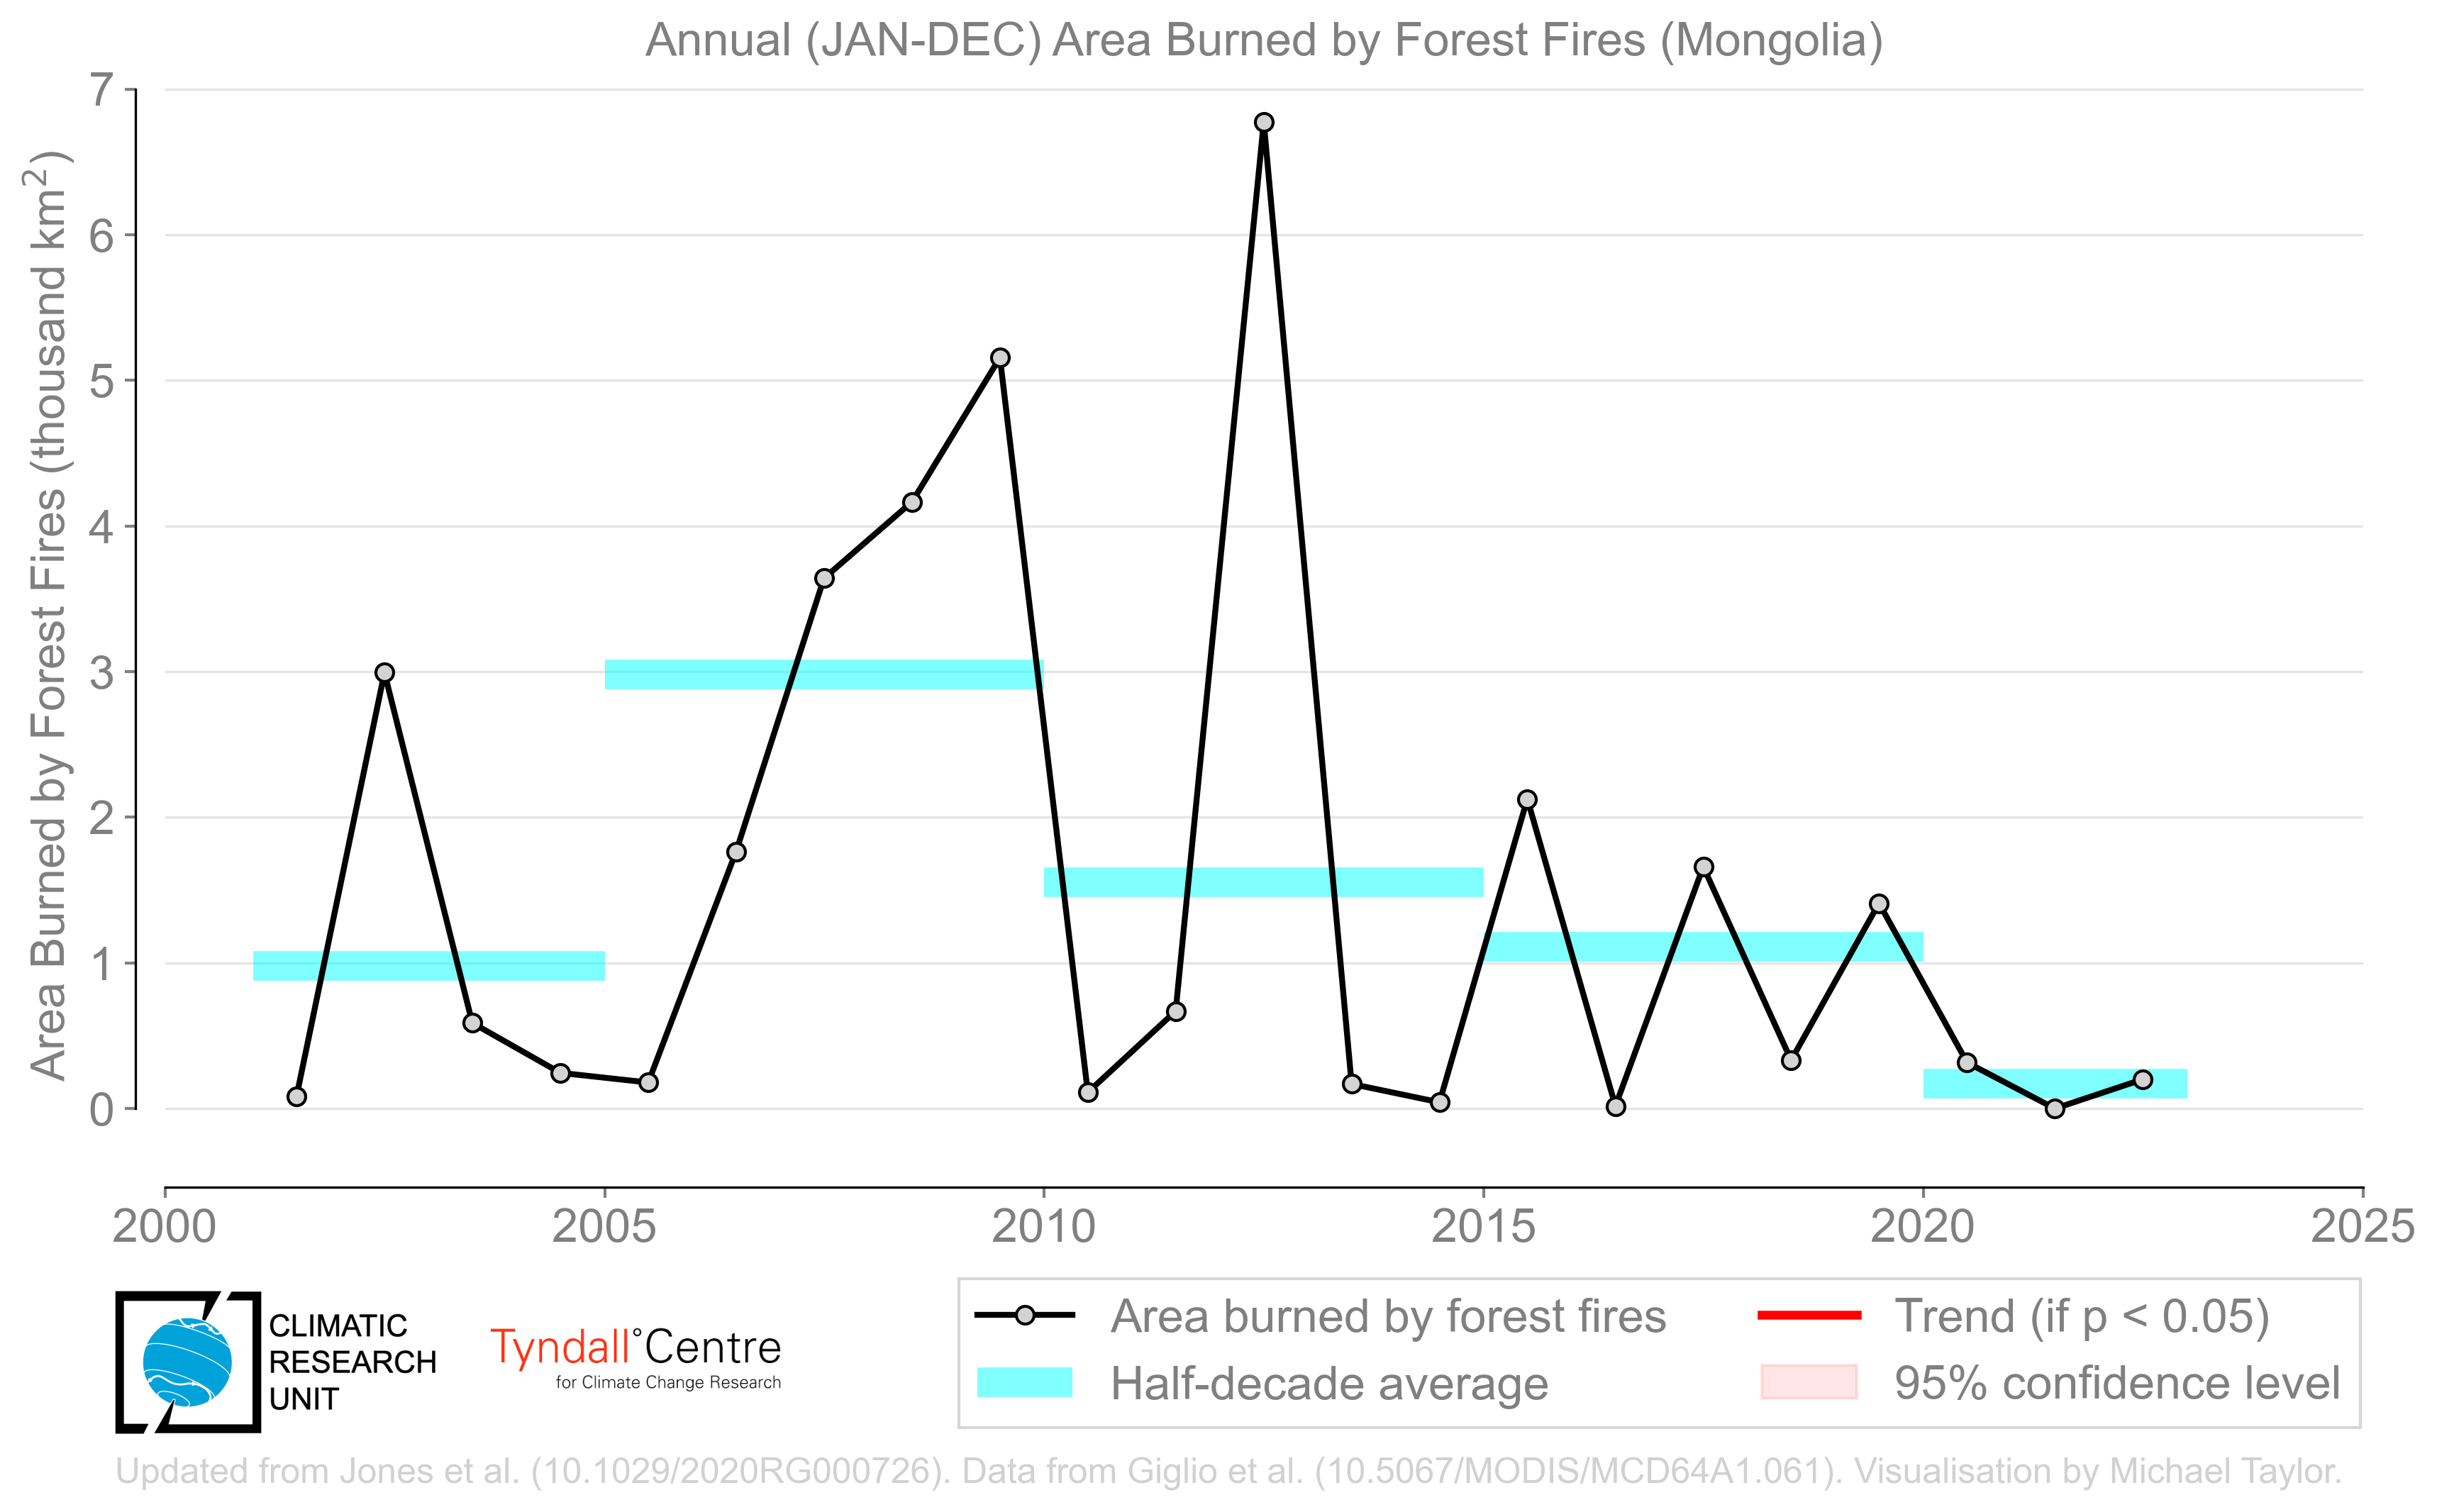 Annual (JAN-DEC) Area Burned by Forest Fires (Mongolia)
Area Burned by Forest Fires (thousand km²)
7
6
5
4
3
2
1
0
2000 2005 2010 2015 2020 2025
CLIMATIC
RESEARCH
UNIT
Tyndall°Centre
for Climate Change Research
Area burned by forest fires
Half-decade average
Trend (if p < 0.05)
95% confidence level
Updated from Jones et al. (10.1029/2020RG000726). Data from Giglio et al. (10.5067/MODIS/MCD64A1.061). Visualisation by Michael Taylor.